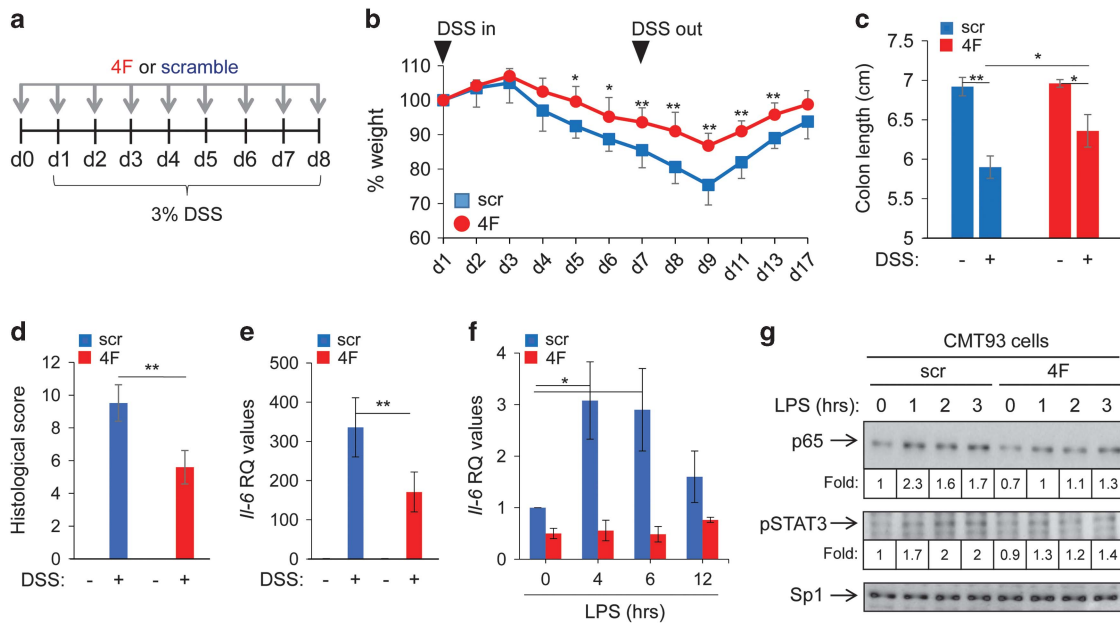 a
4F or scramble
d0 d1 d2 d3 d4 d5 d6 d7 d8
3% DSS
b
DSS in DSS out
% weight
110
100
90
80
70
60
* * ** ** ** ** **
scr
4F
d1 d2 d3 d4 d5 d6 d7 d8 d9 d11 d13 d17
c
scr
4F
Colon length (cm)
7.5
7
6.5
6
5.5
5
** * *
DSS: - + - +
d
scr
4F
Histological score
12
10
8
6
4
2
0
**
DSS: - + - +
e
scr
4F
Il-6 RQ values
500
400
300
200
100
0
**
DSS: - + - +
f
scr
4F
Il-6 RQ values
4
3
2
1
0
*
0 4 6 12
LPS (hrs)
g
CMT93 cells
scr 4F
LPS (hrs): 0 1 2 3 0 1 2 3
p65
Fold: 1 2.3 1.6 1.7 0.7 1 1.1 1.3
pSTAT3
Fold: 1 1.7 2 2 0.9 1.3 1.2 1.4
Sp1